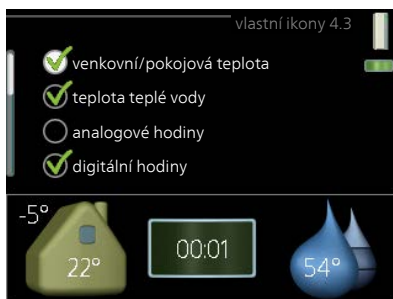 vlastní ikony 4.3
venkovní/pokojová teplota
teplota teplé vody
analogové hodiny
digitální hodiny
-5°
22°
00:01
54°